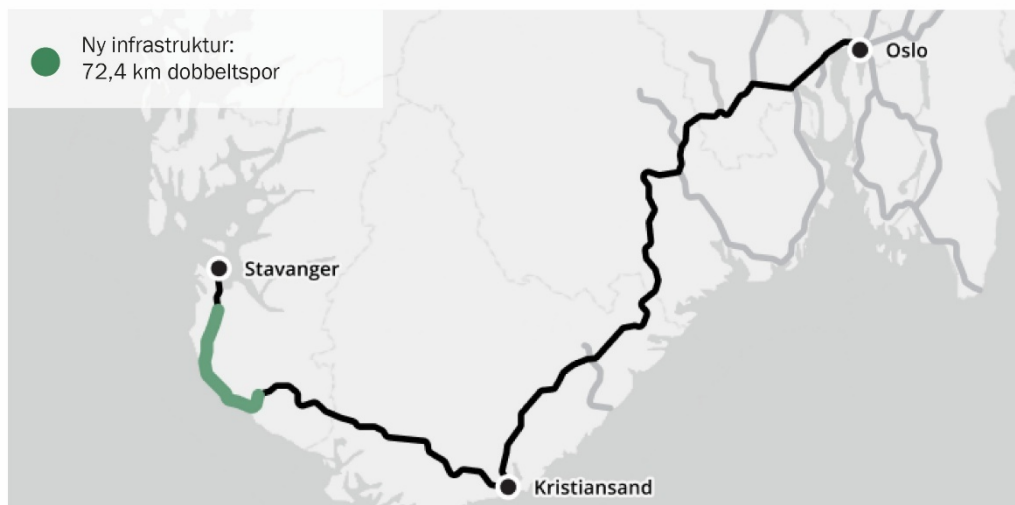 Ny infrastruktur:
72,4 km dobbeltspor
Oslo
Stavanger
Kristiansand